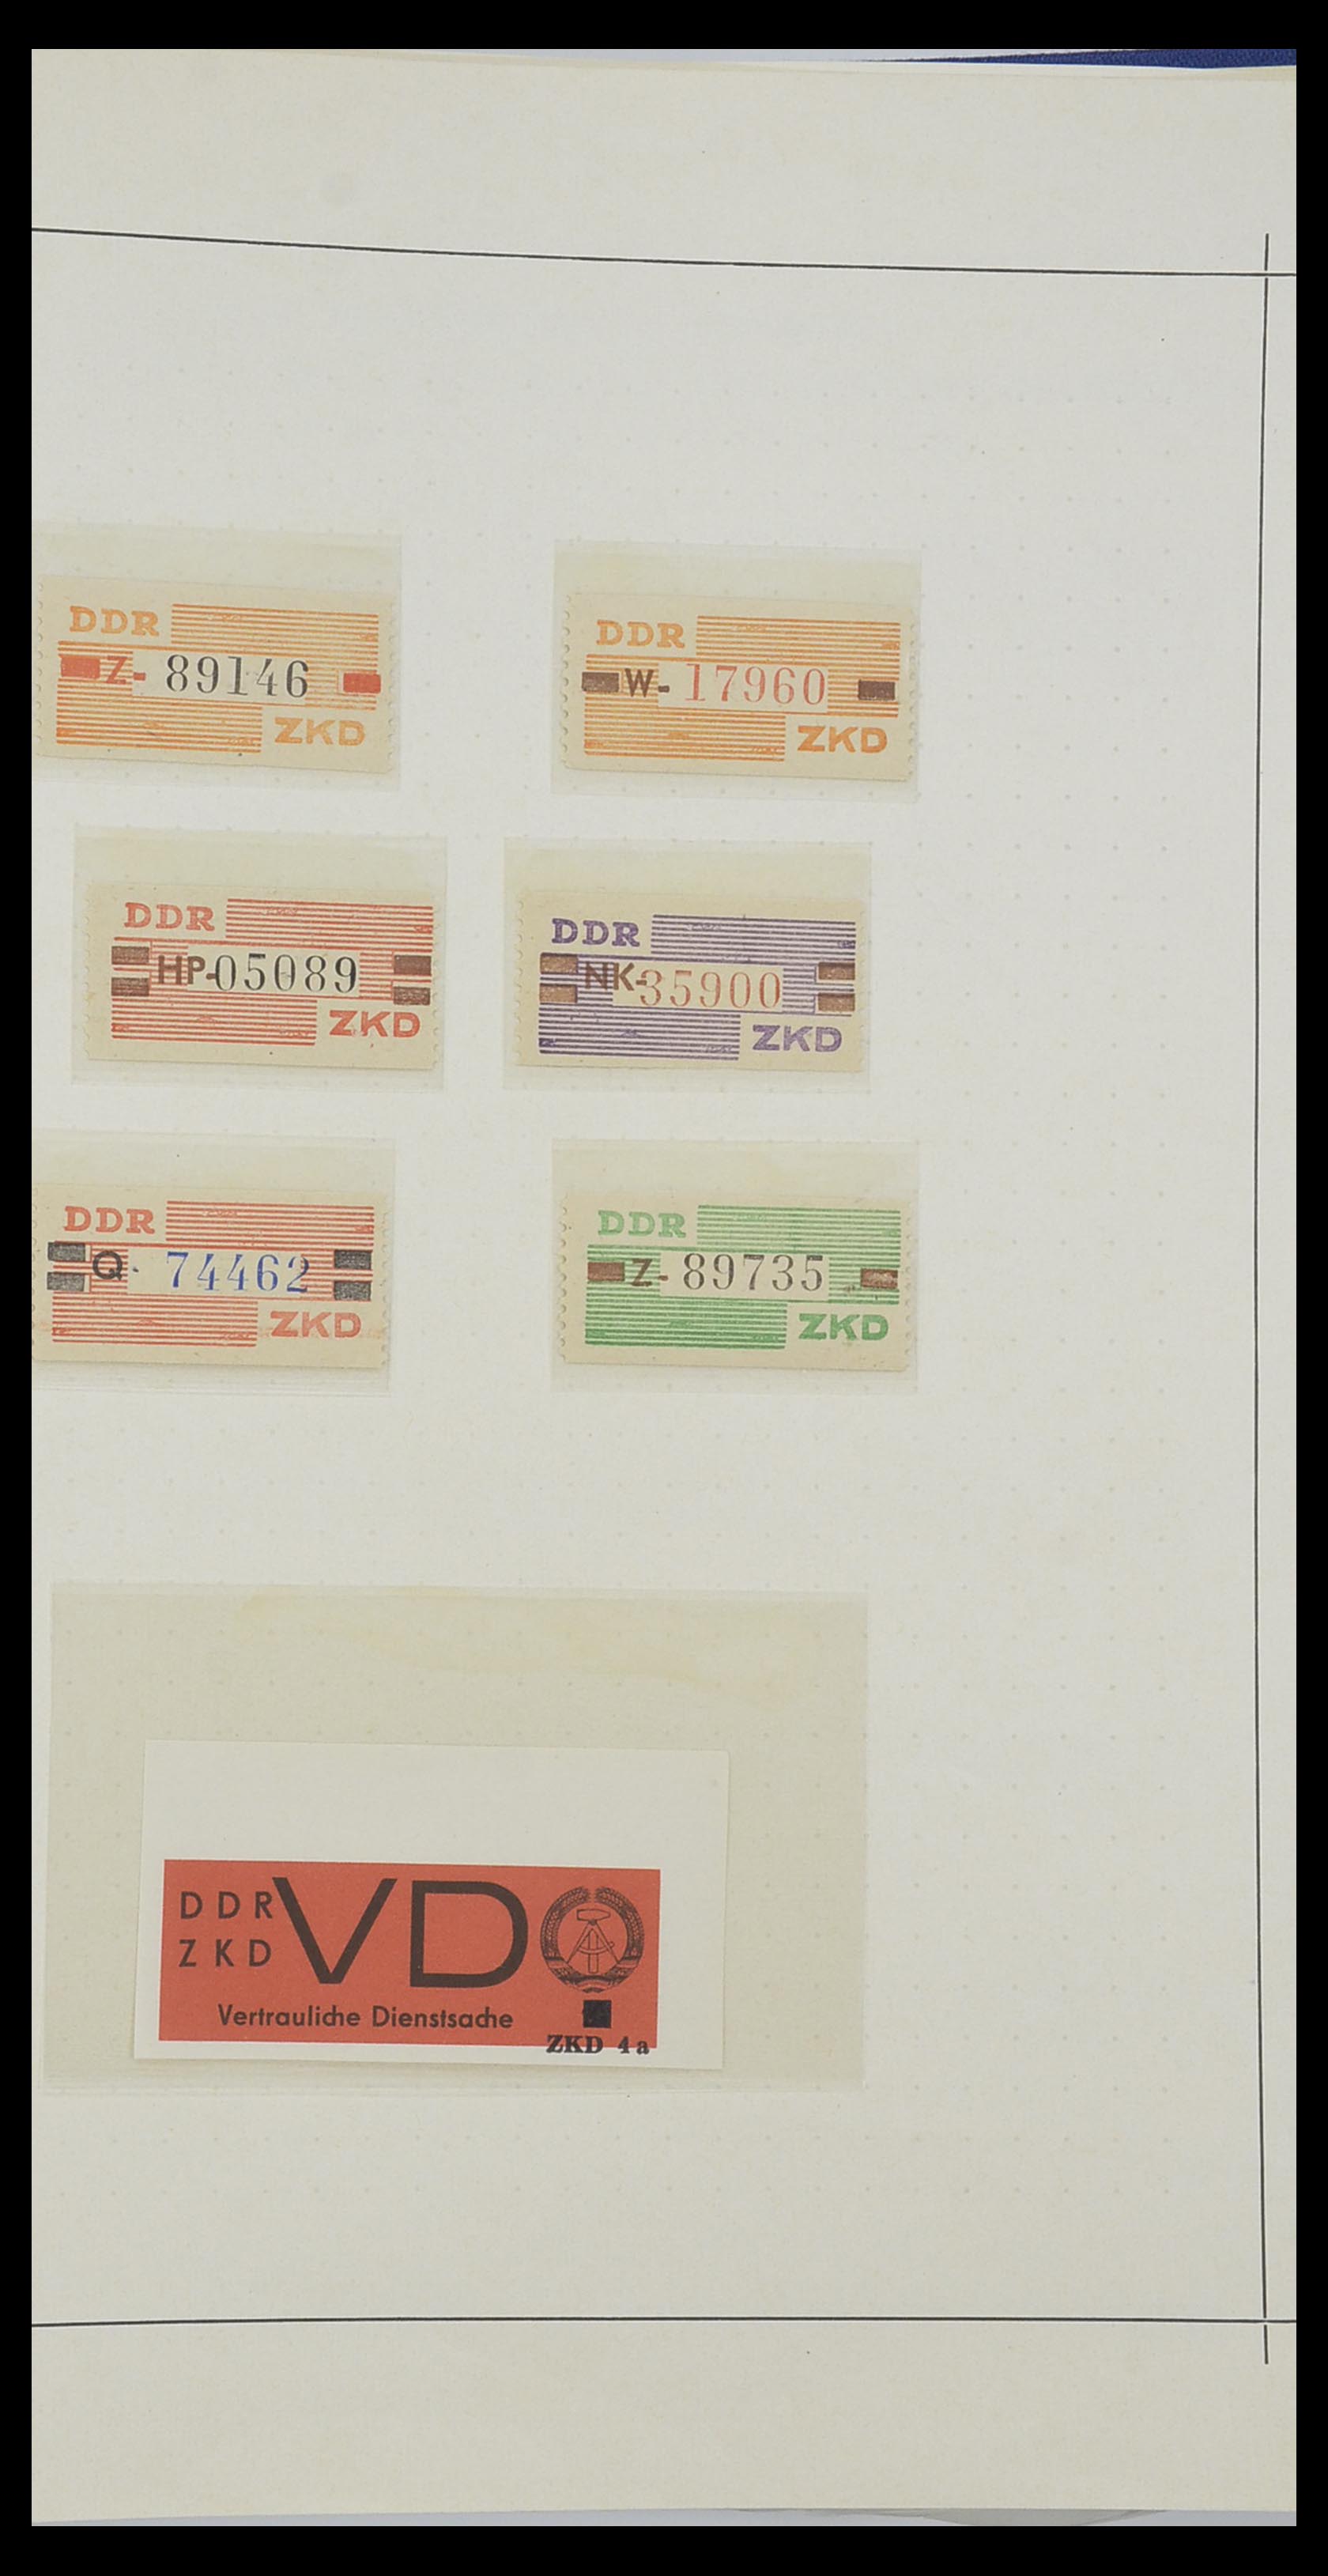 DDR
Z- 89146
ZKD
DDR
W- 17960
ZKD
DDR
HP-05089
ZKD
DDR
NK-35900
ZKD
DDR
Q- 74462
ZKD
DDR
Z- 89735
ZKD
DDR VD
ZKD
Vertrauliche Dienstsache
ZKD 4a